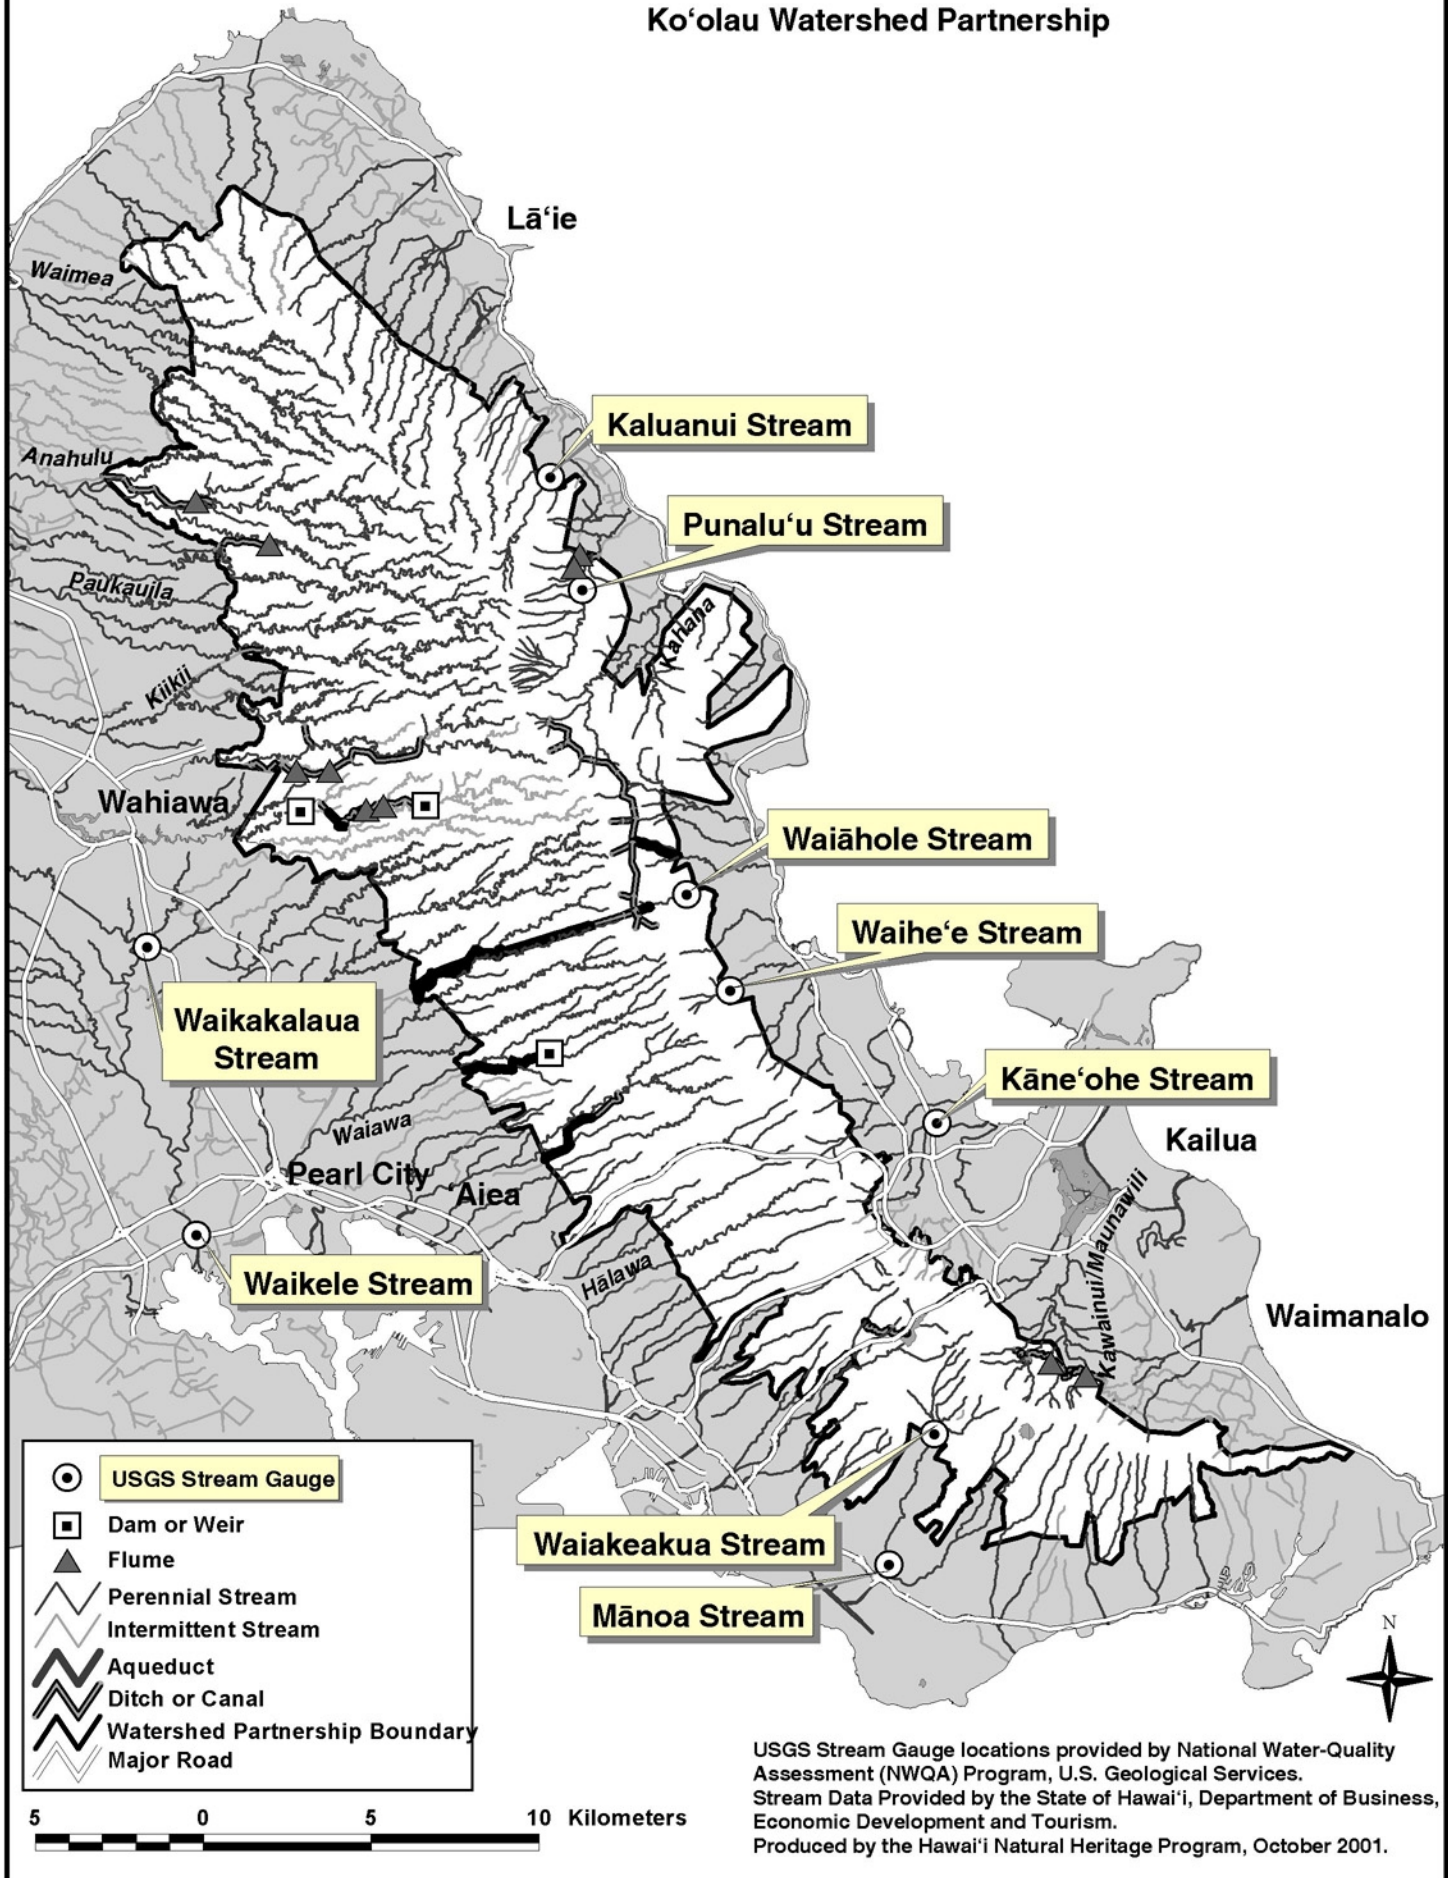 Ko‘olau Watershed Partnership
Lā‘ie
Waimea
Kaluanui Stream
Anahulu
Punalu‘u Stream
Paukauila
Kahana
Kiikii
Wahiawa
Waiāhole Stream
Waihe‘e Stream
Waikakalaua
Stream
Kāne‘ohe Stream
Waiawa
Kailua
Pearl City
‘Aiea
Kawainui/Maunawili
Waikele Stream
Hālawa
Waimanalo
Waiakeakua Stream
Mānoa Stream
USGS Stream Gauge
Dam or Weir
Flume
Perennial Stream
Intermittent Stream
Aqueduct
Ditch or Canal
Watershed Partnership Boundary
Major Road
N
5 0 5 10 Kilometers
USGS Stream Gauge locations provided by National Water-Quality
Assessment (NWQA) Program, U.S. Geological Services.
Stream Data Provided by the State of Hawai‘i, Department of Business,
Economic Development and Tourism.
Produced by the Hawai‘i Natural Heritage Program, October 2001.